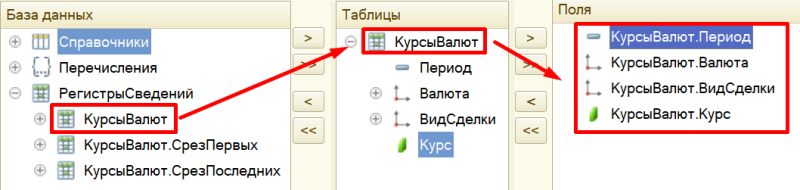 База данных
Справочники
Перечисления
РегистрыСведений
КурсыВалют
КурсыВалют.СрезПервых
КурсыВалют.СрезПоследних
>
>>
<
<<
Таблицы
КурсыВалют
Период
Валюта
ВидСделки
Курс
>
>>
<
<<
Поля
КурсыВалют.Период
КурсыВалют.Валюта
КурсыВалют.ВидСделки
КурсыВалют.Курс